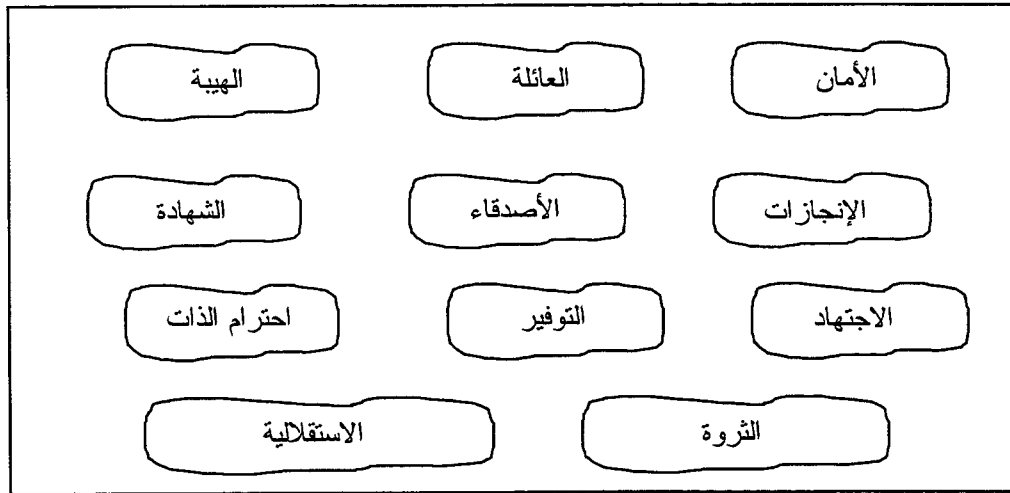 الأمان العائلة الهيبة
الإنجازات الأصدقاء الشهادة
الاجتهاد التوفير احترام الذات
الثروة الاستقلالية